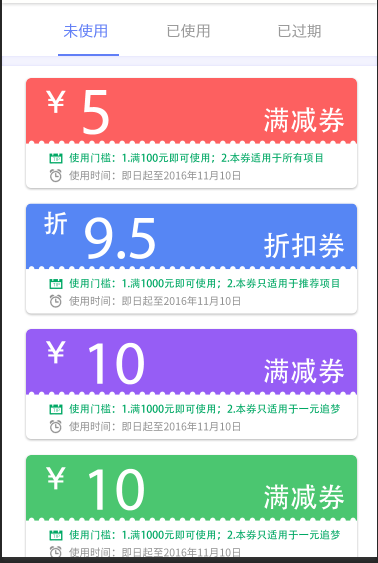 未使用 已使用 已过期
¥ 5 满减券
使用门槛：1.满100元即可使用；2.本券适用于所有项目
使用时间：即日起至2016年11月10日
折 9.5 折扣券
使用门槛：1.满1000元即可使用；2.本券只适用于推荐项目
使用时间：即日起至2016年11月10日
¥ 10 满减券
使用门槛：1.满1000元即可使用；2.本券只适用于一元追梦
使用时间：即日起至2016年11月10日
¥ 10 满减券
使用门槛：1.满1000元即可使用；2.本券只适用于一元追梦
使用时间：即日起至2016年11月10日